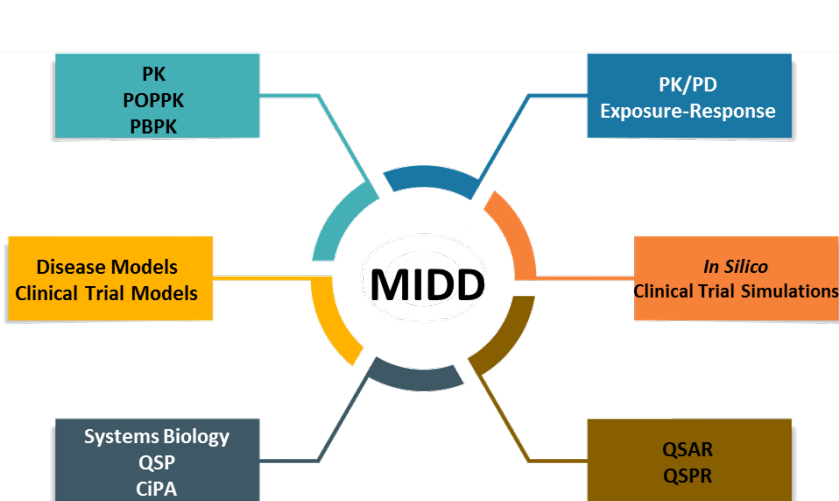 PK
POPPK
PBPK
PK/PD
Exposure-Response
Disease Models
Clinical Trial Models
MIDD
In Silico
Clinical Trial Simulations
Systems Biology
QSP
CiPA
QSAR
QSPR